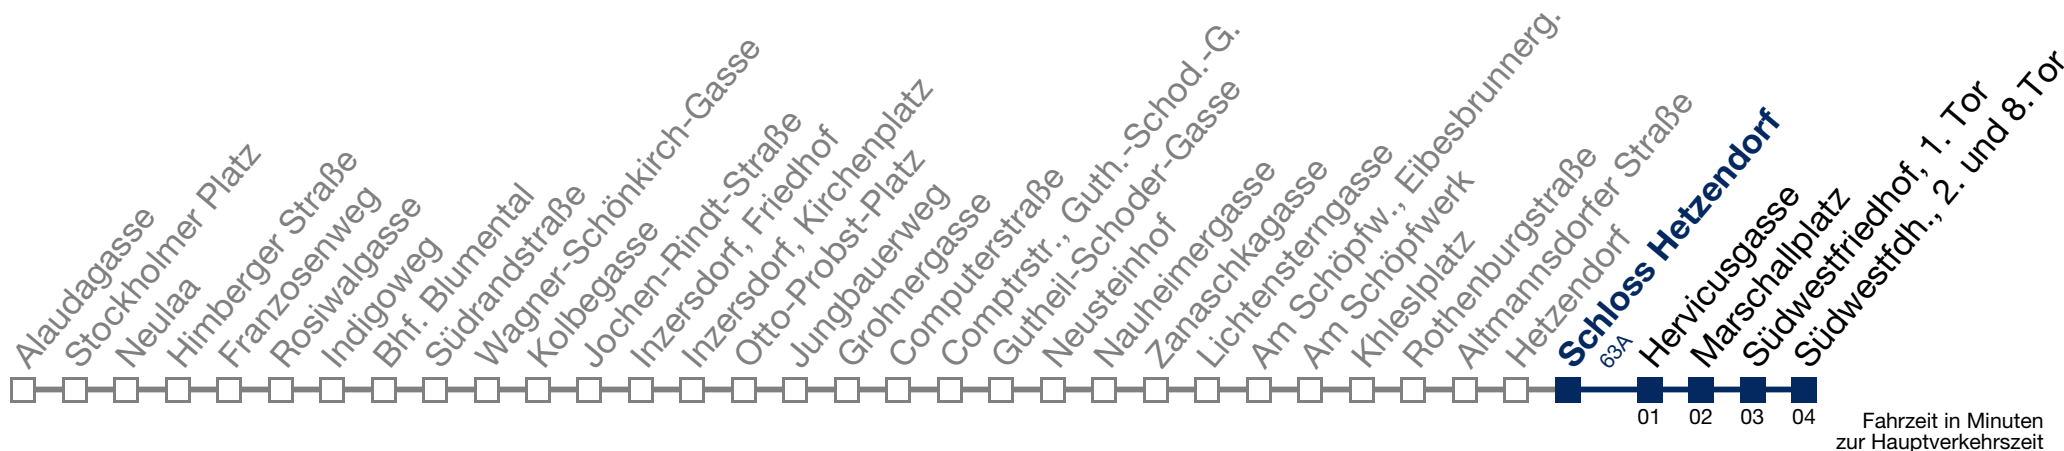 Alaudagasse
Stockholmer Platz
Neulaa
Himberger Straße
Franzosenweg
Rosiwalgasse
Indigoweg
Bhf. Blumental
Südrandstraße
Wagner-Schönkirch-Gasse
Kolbegasse
Jochen-Rindt-Straße
Inzersdorf, Friedhof
Inzersdorf, Kirchenplatz
Otto-Probst-Platz
Jungbauerweg
Grohnergasse
Computerstraße
Comptrstr., Guth.-Schod.-G.
Gutheil-Schoder-Gasse
Neusteinhof
Nauheimergasse
Zanaschkagasse
Lichtensterngasse
Am Schöpfw., Eibesbrunnerg.
Am Schöpfwerk
Khleslplatz
Rothenburgstraße
Altmannsdorfer Straße
Hetzendorf
Schloss Hetzendorf
63A
Hervicusgasse
Marschallplatz
Südwestfriedhof, 1. Tor
Südwestfdh., 2. und 8.Tor
01 02 03 04
Fahrzeit in Minuten
zur Hauptverkehrszeit